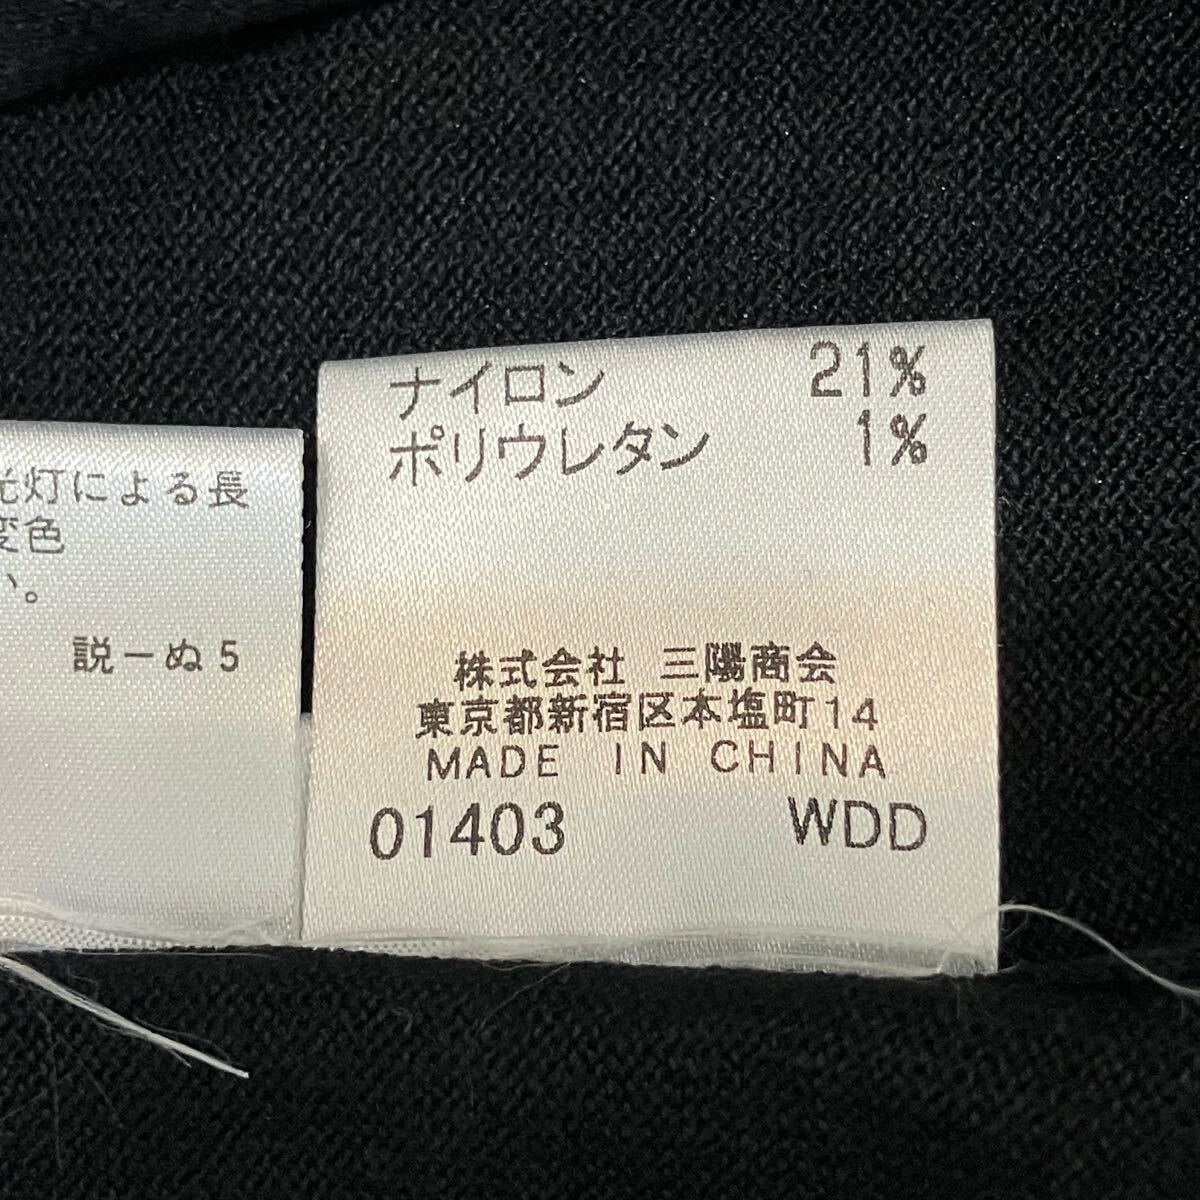 光灯による長
変色
い。
説－ぬ5
ナイロン 21%
ポリウレタン 1%
株式会社 三陽商会
東京都新宿区本塩町14
MADE IN CHINA
01403 WDD